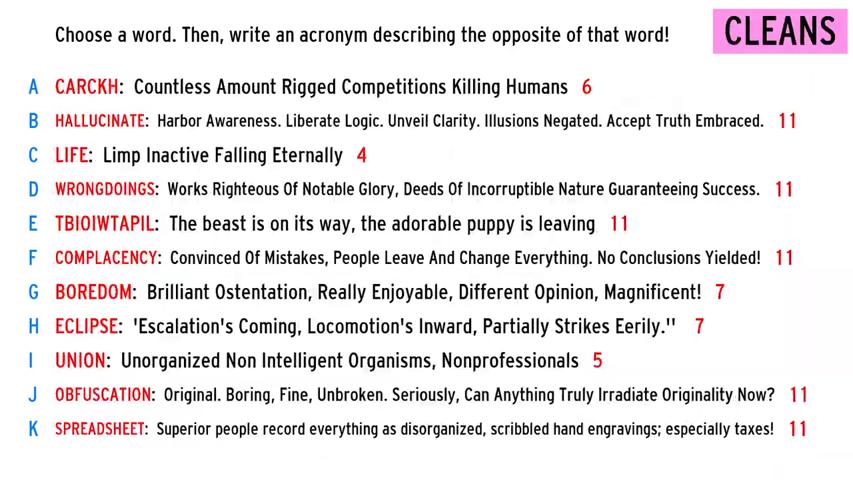 Choose a word. Then, write an acronym describing the opposite of that word!
CLEANS
A CARCKH: Countless Amount Rigged Competitions Killing Humans 6
B HALLUCINATE: Harbor Awareness. Liberate Logic. Unveil Clarity. Illusions Negated. Accept Truth Embraced. 11
C LIFE: Limp Inactive Falling Eternally 4
D WRONGDOINGS: Works Righteous Of Notable Glory, Deeds Of Incorruptible Nature Guaranteeing Success. 11
E TBIOIWTAPIL: The beast is on its way, the adorable puppy is leaving 11
F COMPLACENCY: Convinced Of Mistakes, People Leave And Change Everything. No Conclusions Yielded! 11
G BOREDOM: Brilliant Ostentation, Really Enjoyable, Different Opinion, Magnificent! 7
H ECLIPSE: 'Escalation's Coming, Locomotion's Inward, Partially Strikes Eerily.'' 7
I UNION: Unorganized Non Intelligent Organisms, Nonprofessionals 5
J OBFUSCATION: Original. Boring, Fine, Unbroken. Seriously, Can Anything Truly Irradiate Originality Now? 11
K SPREADSHEET: Superior people record everything as disorganized, scribbled hand engravings; especially taxes! 11